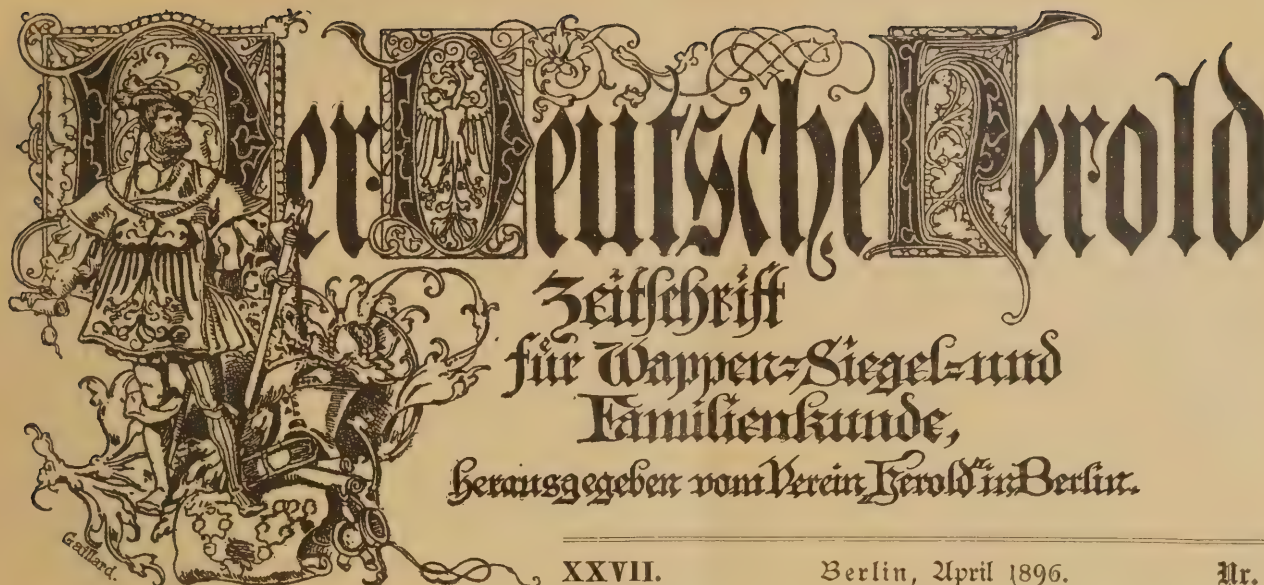 Der Deutsche Herold
Zeitschrift
für Wappen-Siegel-und
Familienkunde,
herausgegeben vom Verein „Herold“ in Berlin.
Gaillard.
XXVII.
Berlin, April 1896.
Nr.